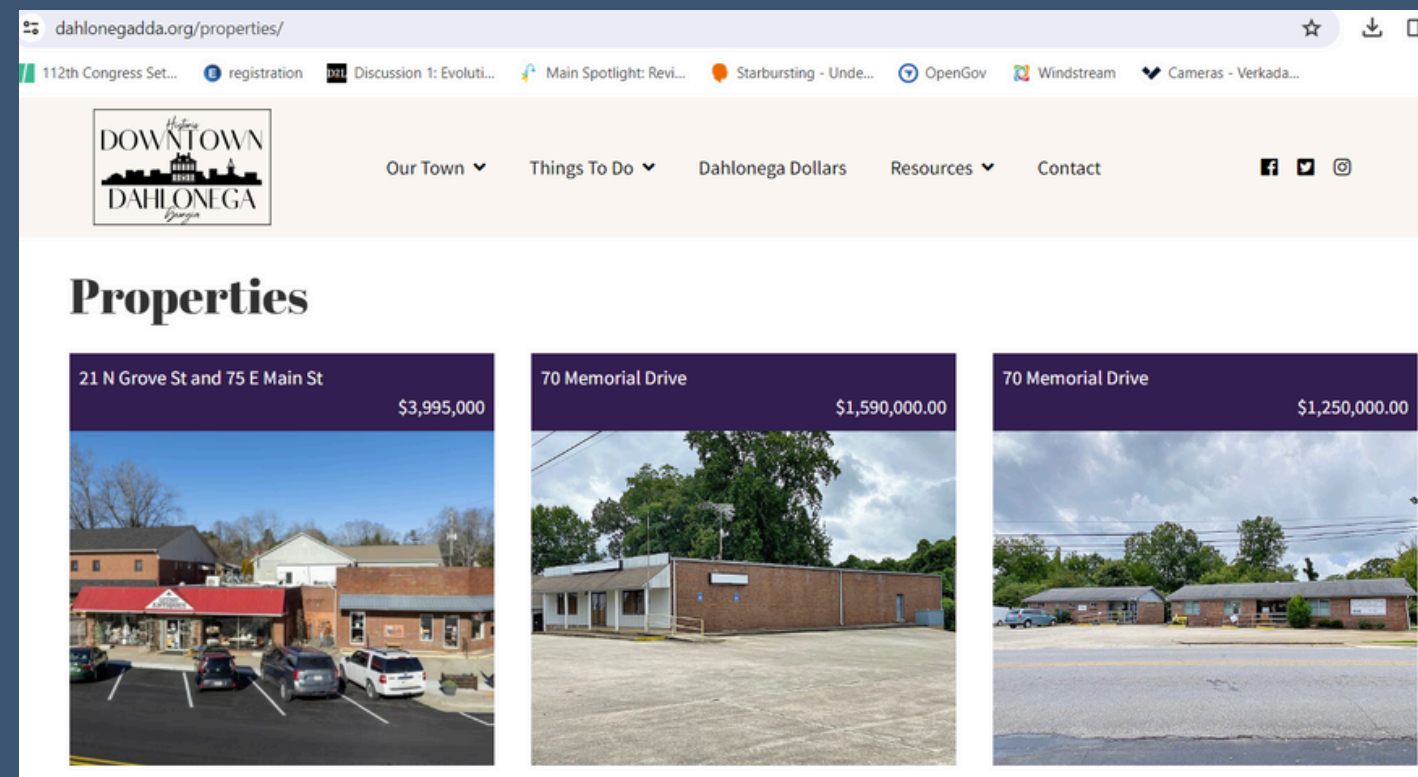 dahlonegadda.org/properties/
112th Congress Set... registration D2L Discussion 1: Evoluti... Main Spotlight: Revi... Starbursting - Unde... OpenGov Windstream Cameras - Verkada...
Historic
DOWNTOWN
DAHLONEGA
Georgia
Our Town Things To Do Dahlonega Dollars Resources Contact
Properties
21 N Grove St and 75 E Main St
$3,995,000
70 Memorial Drive
$1,590,000.00
70 Memorial Drive
$1,250,000.00
ANTIQUES